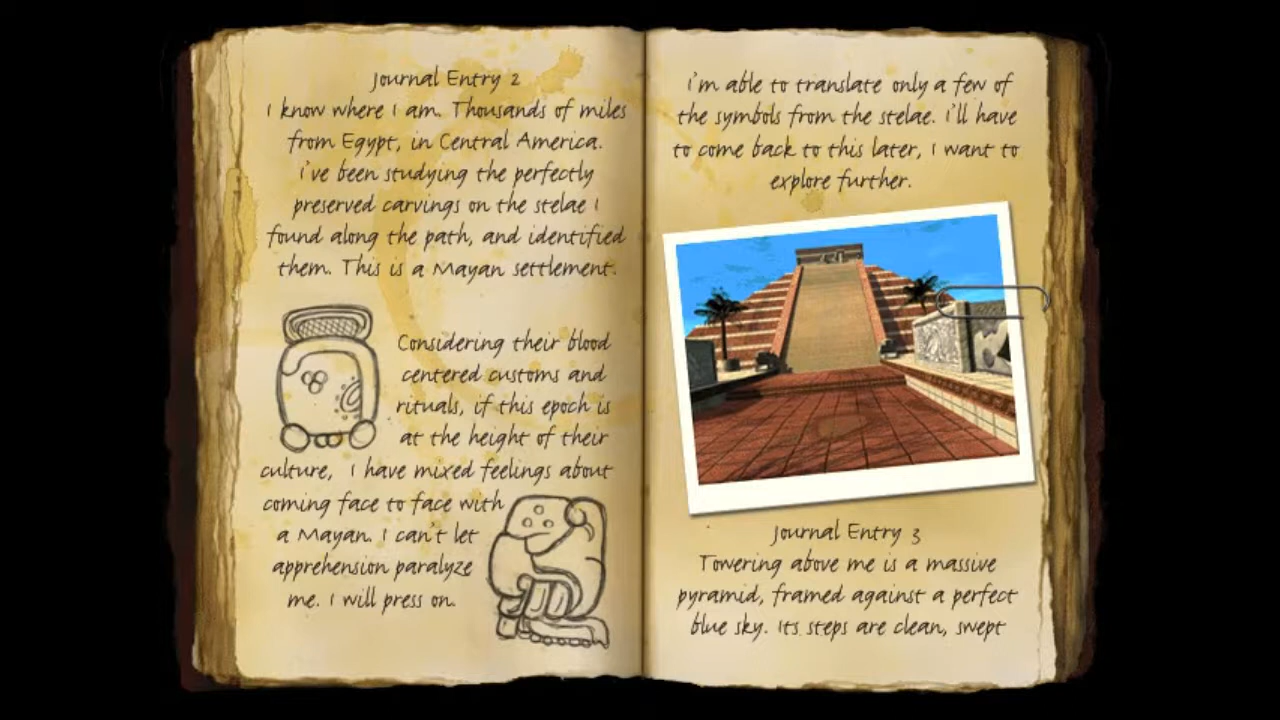 Journal Entry 2
I know where I am. Thousands of miles
from Egypt, in Central America.
I've been studying the perfectly
preserved carvings on the stelae I
found along the path, and identified
them. This is a Mayan settlement.
Considering their blood
centered customs and
rituals, if this epoch is
at the height of their
culture, I have mixed feelings about
coming face to face with
a Mayan. I can't let
apprehension paralyze
me. I will press on.
I'm able to translate only a few of
the symbols from the stelae. I'll have
to come back to this later, I want to
explore further.
Journal Entry 3
Towering above me is a massive
pyramid, framed against a perfect
blue sky. Its steps are clean, swept